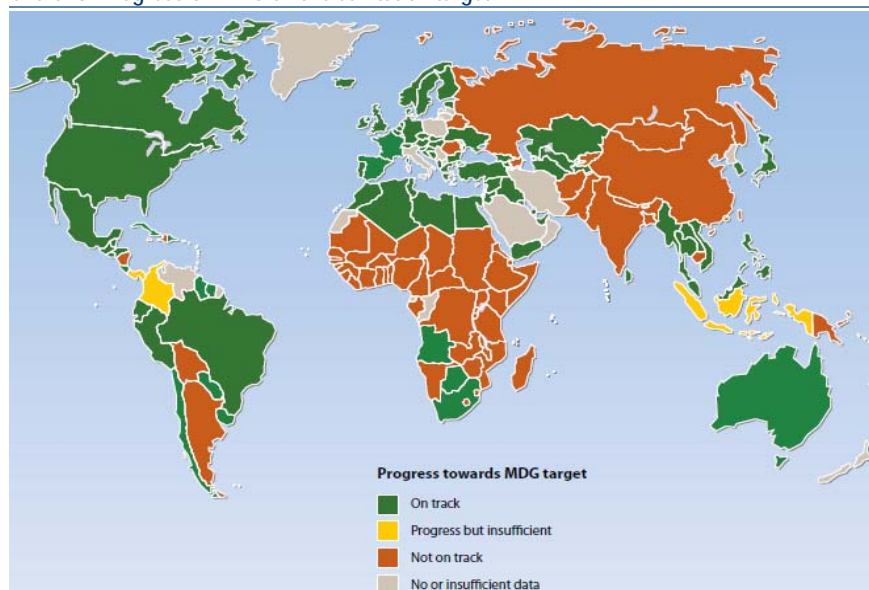 Progress towards MDG target
On track
Progress but insufficient
Not on track
No or insufficient data